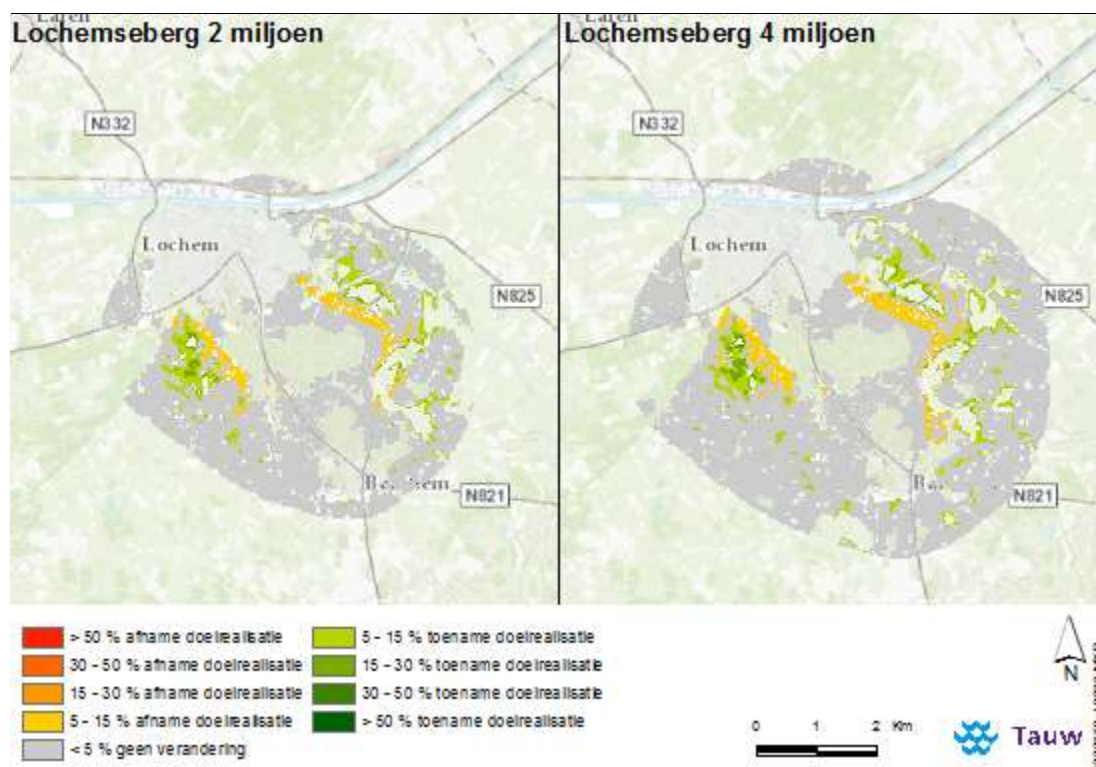 Laren
Lochemseberg 2 miljoen
N332
Lochem
N825
N821
Laren
Lochemseberg 4 miljoen
N332
Lochem
N825
N821
> 50 % afname doelrealisatie
30 - 50 % afname doelrealisatie
15 - 30 % afname doelrealisatie
5 - 15 % afname doelrealisatie
< 5 % geen verandering
5 - 15 % toename doelrealisatie
15 - 30 % toename doelrealisatie
30 - 50 % toename doelrealisatie
> 50 % toename doelrealisatie
N
0 1 2 Km
Tauw